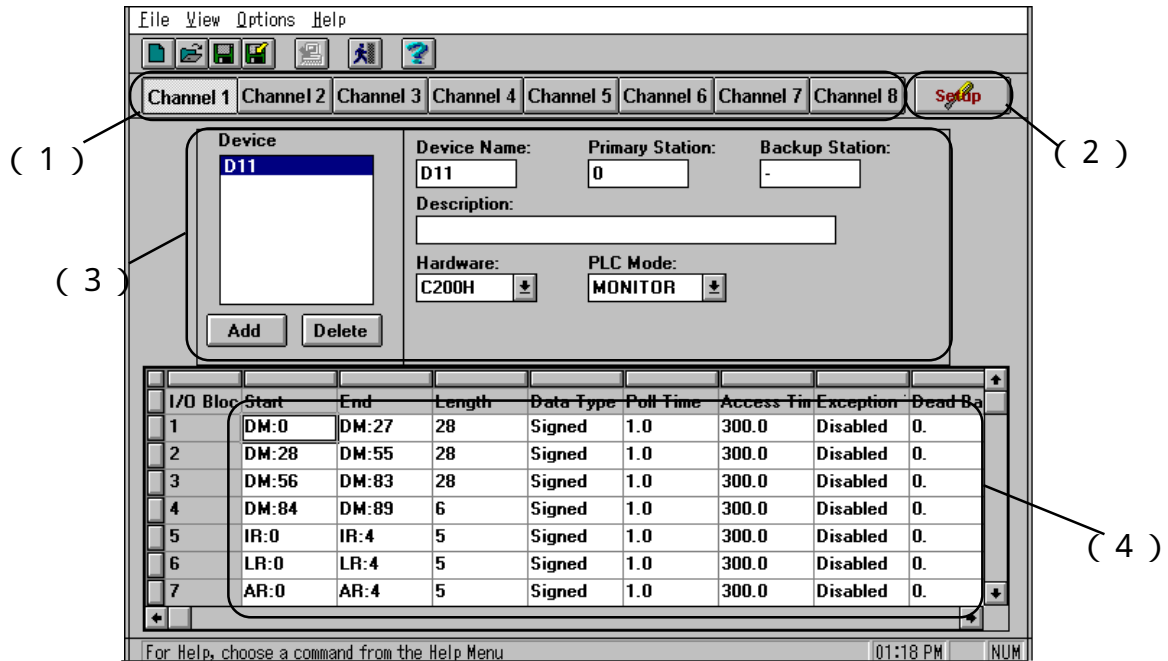 File View Options Help
Channel 1 Channel 2 Channel 3 Channel 4 Channel 5 Channel 6 Channel 7 Channel 8 Setup
( 1 )
( 2 )
Device
Device Name: Primary Station: Backup Station:
D11
D11 0 -
Description:
( 3 )
Hardware: PLC Mode:
C200H MONITOR
Add Delete
I/O Bloc Start End Length Data Type Poll Time Access Tim Exception Dead Ba
1 DM:0 DM:27 28 Signed 1.0 300.0 Disabled 0.
2 DM:28 DM:55 28 Signed 1.0 300.0 Disabled 0.
3 DM:56 DM:83 28 Signed 1.0 300.0 Disabled 0.
4 DM:84 DM:89 6 Signed 1.0 300.0 Disabled 0.
5 IR:0 IR:4 5 Signed 1.0 300.0 Disabled 0.
( 4 )
6 LR:0 LR:4 5 Signed 1.0 300.0 Disabled 0.
7 AR:0 AR:4 5 Signed 1.0 300.0 Disabled 0.
For Help, choose a command from the Help Menu 01:18 PM NUM